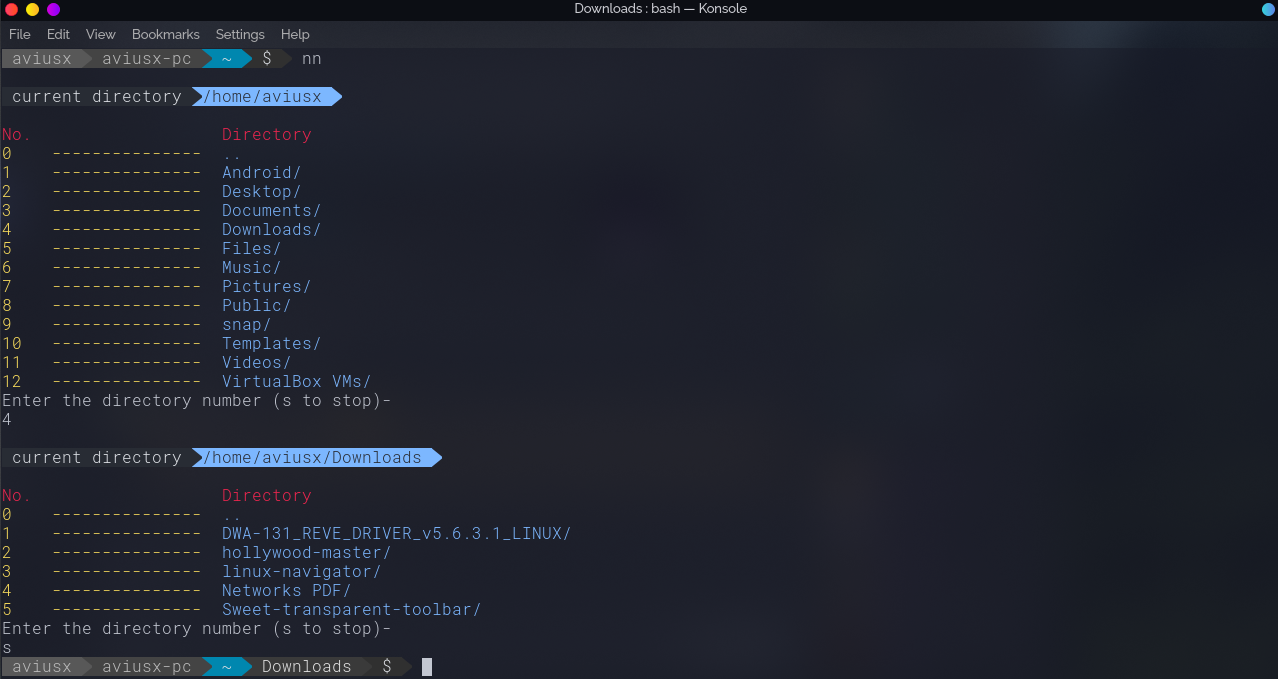 Downloads : bash — Konsole
File Edit View Bookmarks Settings Help
aviusx aviusx-pc ~ $ nn
current directory /home/aviusx
No. Directory
0 --------------- ..
1 --------------- Android/
2 --------------- Desktop/
3 --------------- Documents/
4 --------------- Downloads/
5 --------------- Files/
6 --------------- Music/
7 --------------- Pictures/
8 --------------- Public/
9 --------------- snap/
10 --------------- Templates/
11 --------------- Videos/
12 --------------- VirtualBox VMs/
Enter the directory number (s to stop)-
4
current directory /home/aviusx/Downloads
No. Directory
0 --------------- ..
1 --------------- DWA-131_REVE_DRIVER_v5.6.3.1_LINUX/
2 --------------- hollywood-master/
3 --------------- linux-navigator/
4 --------------- Networks PDF/
5 --------------- Sweet-transparent-toolbar/
Enter the directory number (s to stop)-
s
aviusx aviusx-pc ~ Downloads $